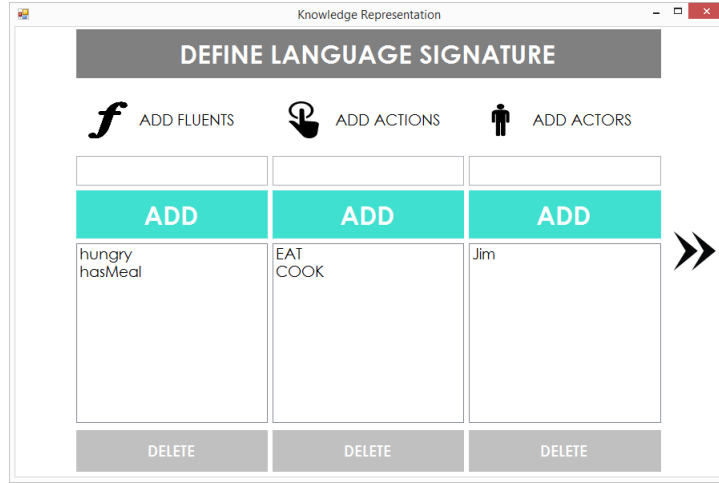 Knowledge Representation
DEFINE LANGUAGE SIGNATURE
ADD FLUENTS
ADD ACTIONS
ADD ACTORS
ADD
ADD
ADD
hungry
hasMeal
EAT
COOK
Jim
DELETE
DELETE
DELETE